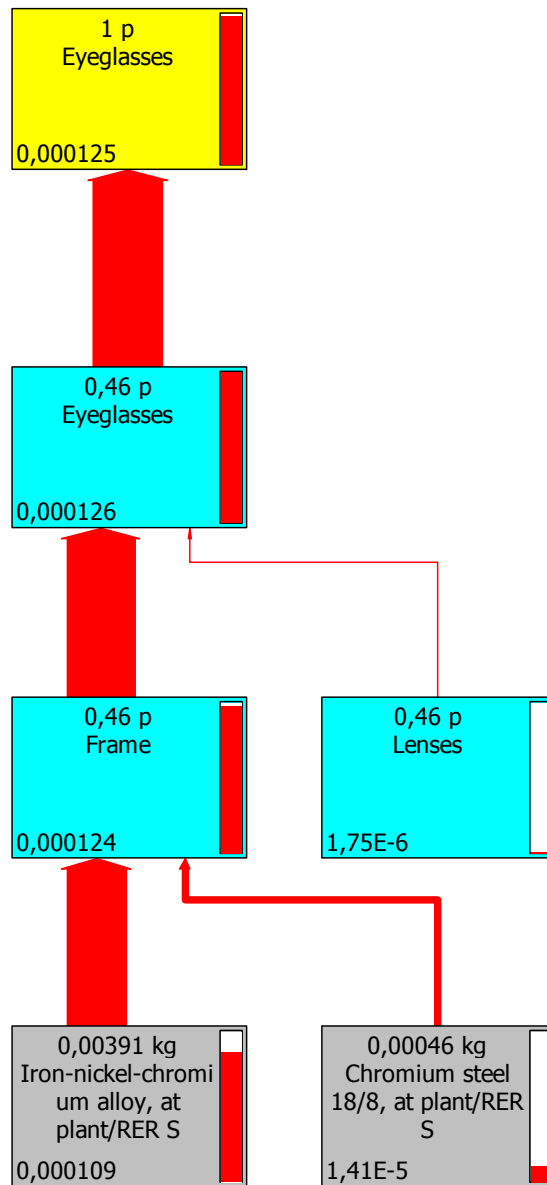 1 p
Eyeglasses
0,000125
0,46 p
Eyeglasses
0,000126
0,46 p
Frame
0,000124
0,46 p
Lenses
1,75E-6
0,00391 kg
Iron-nickel-chromi
um alloy, at
plant/RER S
0,000109
0,00046 kg
Chromium steel
18/8, at plant/RER
S
1,41E-5